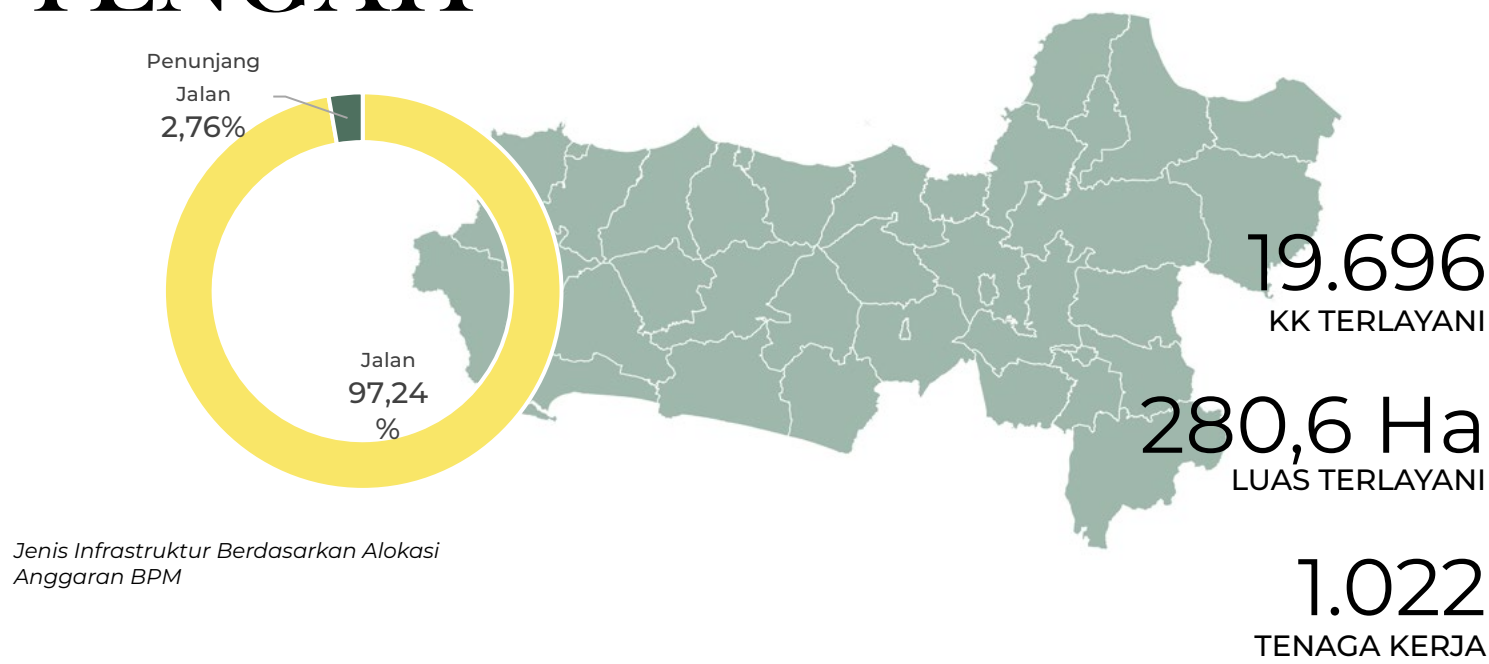 TENGAH
Penunjang
Jalan
2,76%
Jalan
97,24
%
19.696
KK TERLAYANI
280,6 Ha
LUAS TERLAYANI
1.022
TENAGA KERJA
Jenis Infrastruktur Berdasarkan Alokasi
Anggaran BPM